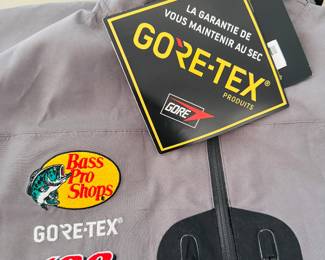 LA GARANTIE DE
VOUS MAINTENIR AU SEC
GORE-TEX®
PRODUITS
GORE
Bass
Pro
Shops
GORE-TEX®